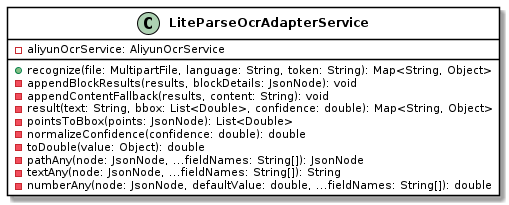 C LiteParseOcrAdapterService
aliyunOcrService: AliyunOcrService
recognize(file: MultipartFile, language: String, token: String): Map<String, Object>
appendBlockResults(results, blockDetails: JsonNode): void
appendContentFallback(results, content: String): void
result(text: String, bbox: List<Double>, confidence: double): Map<String, Object>
pointsToBbox(points: JsonNode): List<Double>
normalizeConfidence(confidence: double): double
toDouble(value: Object): double
pathAny(node: JsonNode, ...fieldNames: String[]): JsonNode
textAny(node: JsonNode, ...fieldNames: String[]): String
numberAny(node: JsonNode, defaultValue: double, ...fieldNames: String[]): double